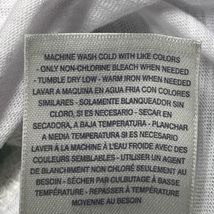 MACHINE WASH COLD WITH LIKE COLORS
- ONLY NON-CHLORINE BLEACH WHEN NEEDED
- TUMBLE DRY LOW - WARM IRON WHEN NEEDED
LAVAR A MAQUINA EN AGUA FRIA CON COLORES
SIMILARES - SOLAMENTE BLANQUEADOR SIN
CLORO, SI ES NECESARIO - SECAR EN
SECADORA, A BAJA TEMPERATURA - PLANCHAR
A MEDIA TEMPERATURA SI ES NECESARIO
LAVER À LA MACHINE À L'EAU FROIDE AVEC DES
COULEURS SEMBLABLES - UTILISER UN AGENT
DE BLANCHIMENT NON CHLORÉ SEULEMENT AU
BESOIN - SÉCHER PAR CULBUTAGE À BASSE
TEMPÉRATURE - REPASSER À TEMPÉRATURE
MOYENNE AU BESOIN